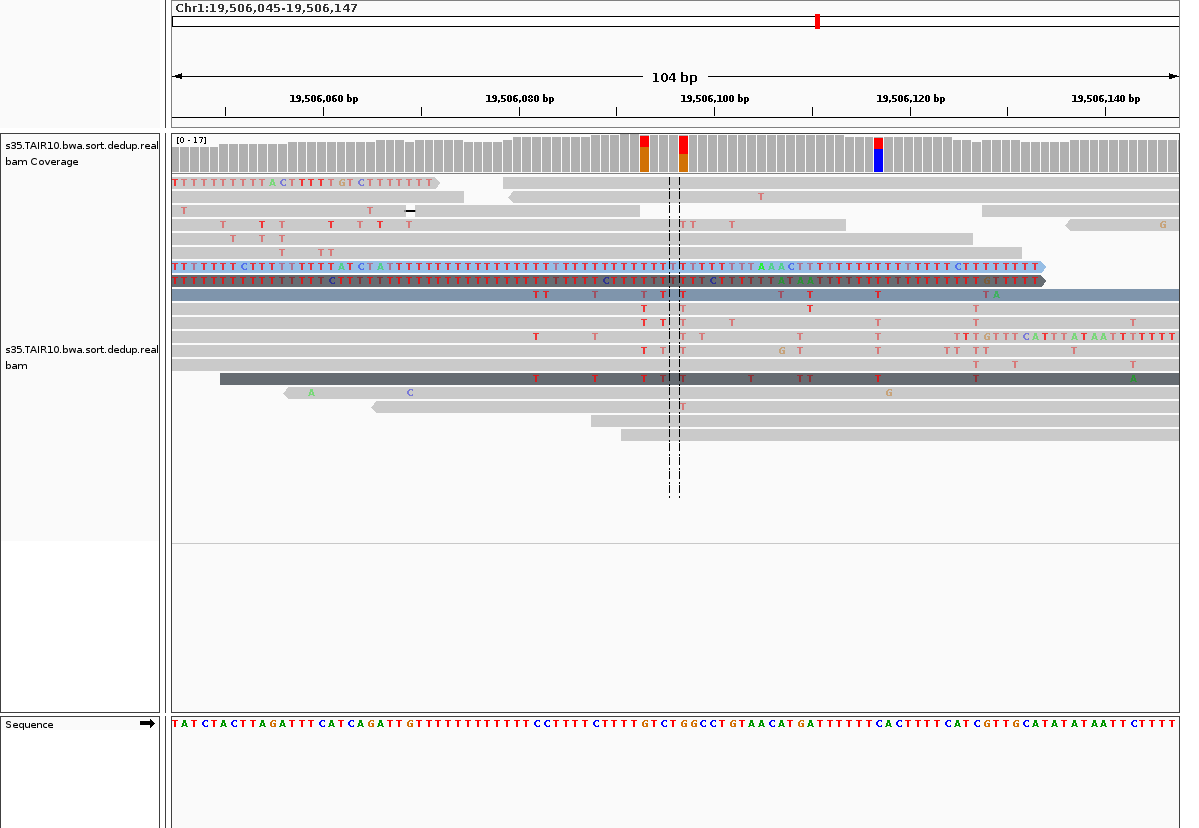 Chr1:19,506,045-19,506,147
104 bp
19,506,060 bp 19,506,080 bp 19,506,100 bp 19,506,120 bp 19,506,140 bp
s35.TAIR10.bwa.sort.dedup.real
bam Coverage
[0 - 17]
TTTTTTTTTTACTTTTTGTCTTTTTTT
T
T T
T T T T T T T T T T G
T T T
T T T
TTTTTTTCTTTTTTTTTATCTATTTTTTTTTTTTTTTTTTTTTTTTTTTTTTTTTTTTTTAAACTTTTTTTTTTTTTTTTCTTTTTTTT
T T T T T T T T T T A
T T T T
T T T T T T T
T T T T T T T T T G T T T C A T T T A T A A T T T T T T T
T T T G T T T T T T T
s35.TAIR10.bwa.sort.dedup.real
bam
T T T
T T T T T T T T T T
A C G
T
Sequence
TATCTACTTAGATTTCATCAGATTGTTTTTTTTTTTTCCTTTTCTTTTGTCTGGCCTGTAACATGATTTTTTCACTTTTCATCGTTGCATATATAATTCTTTT